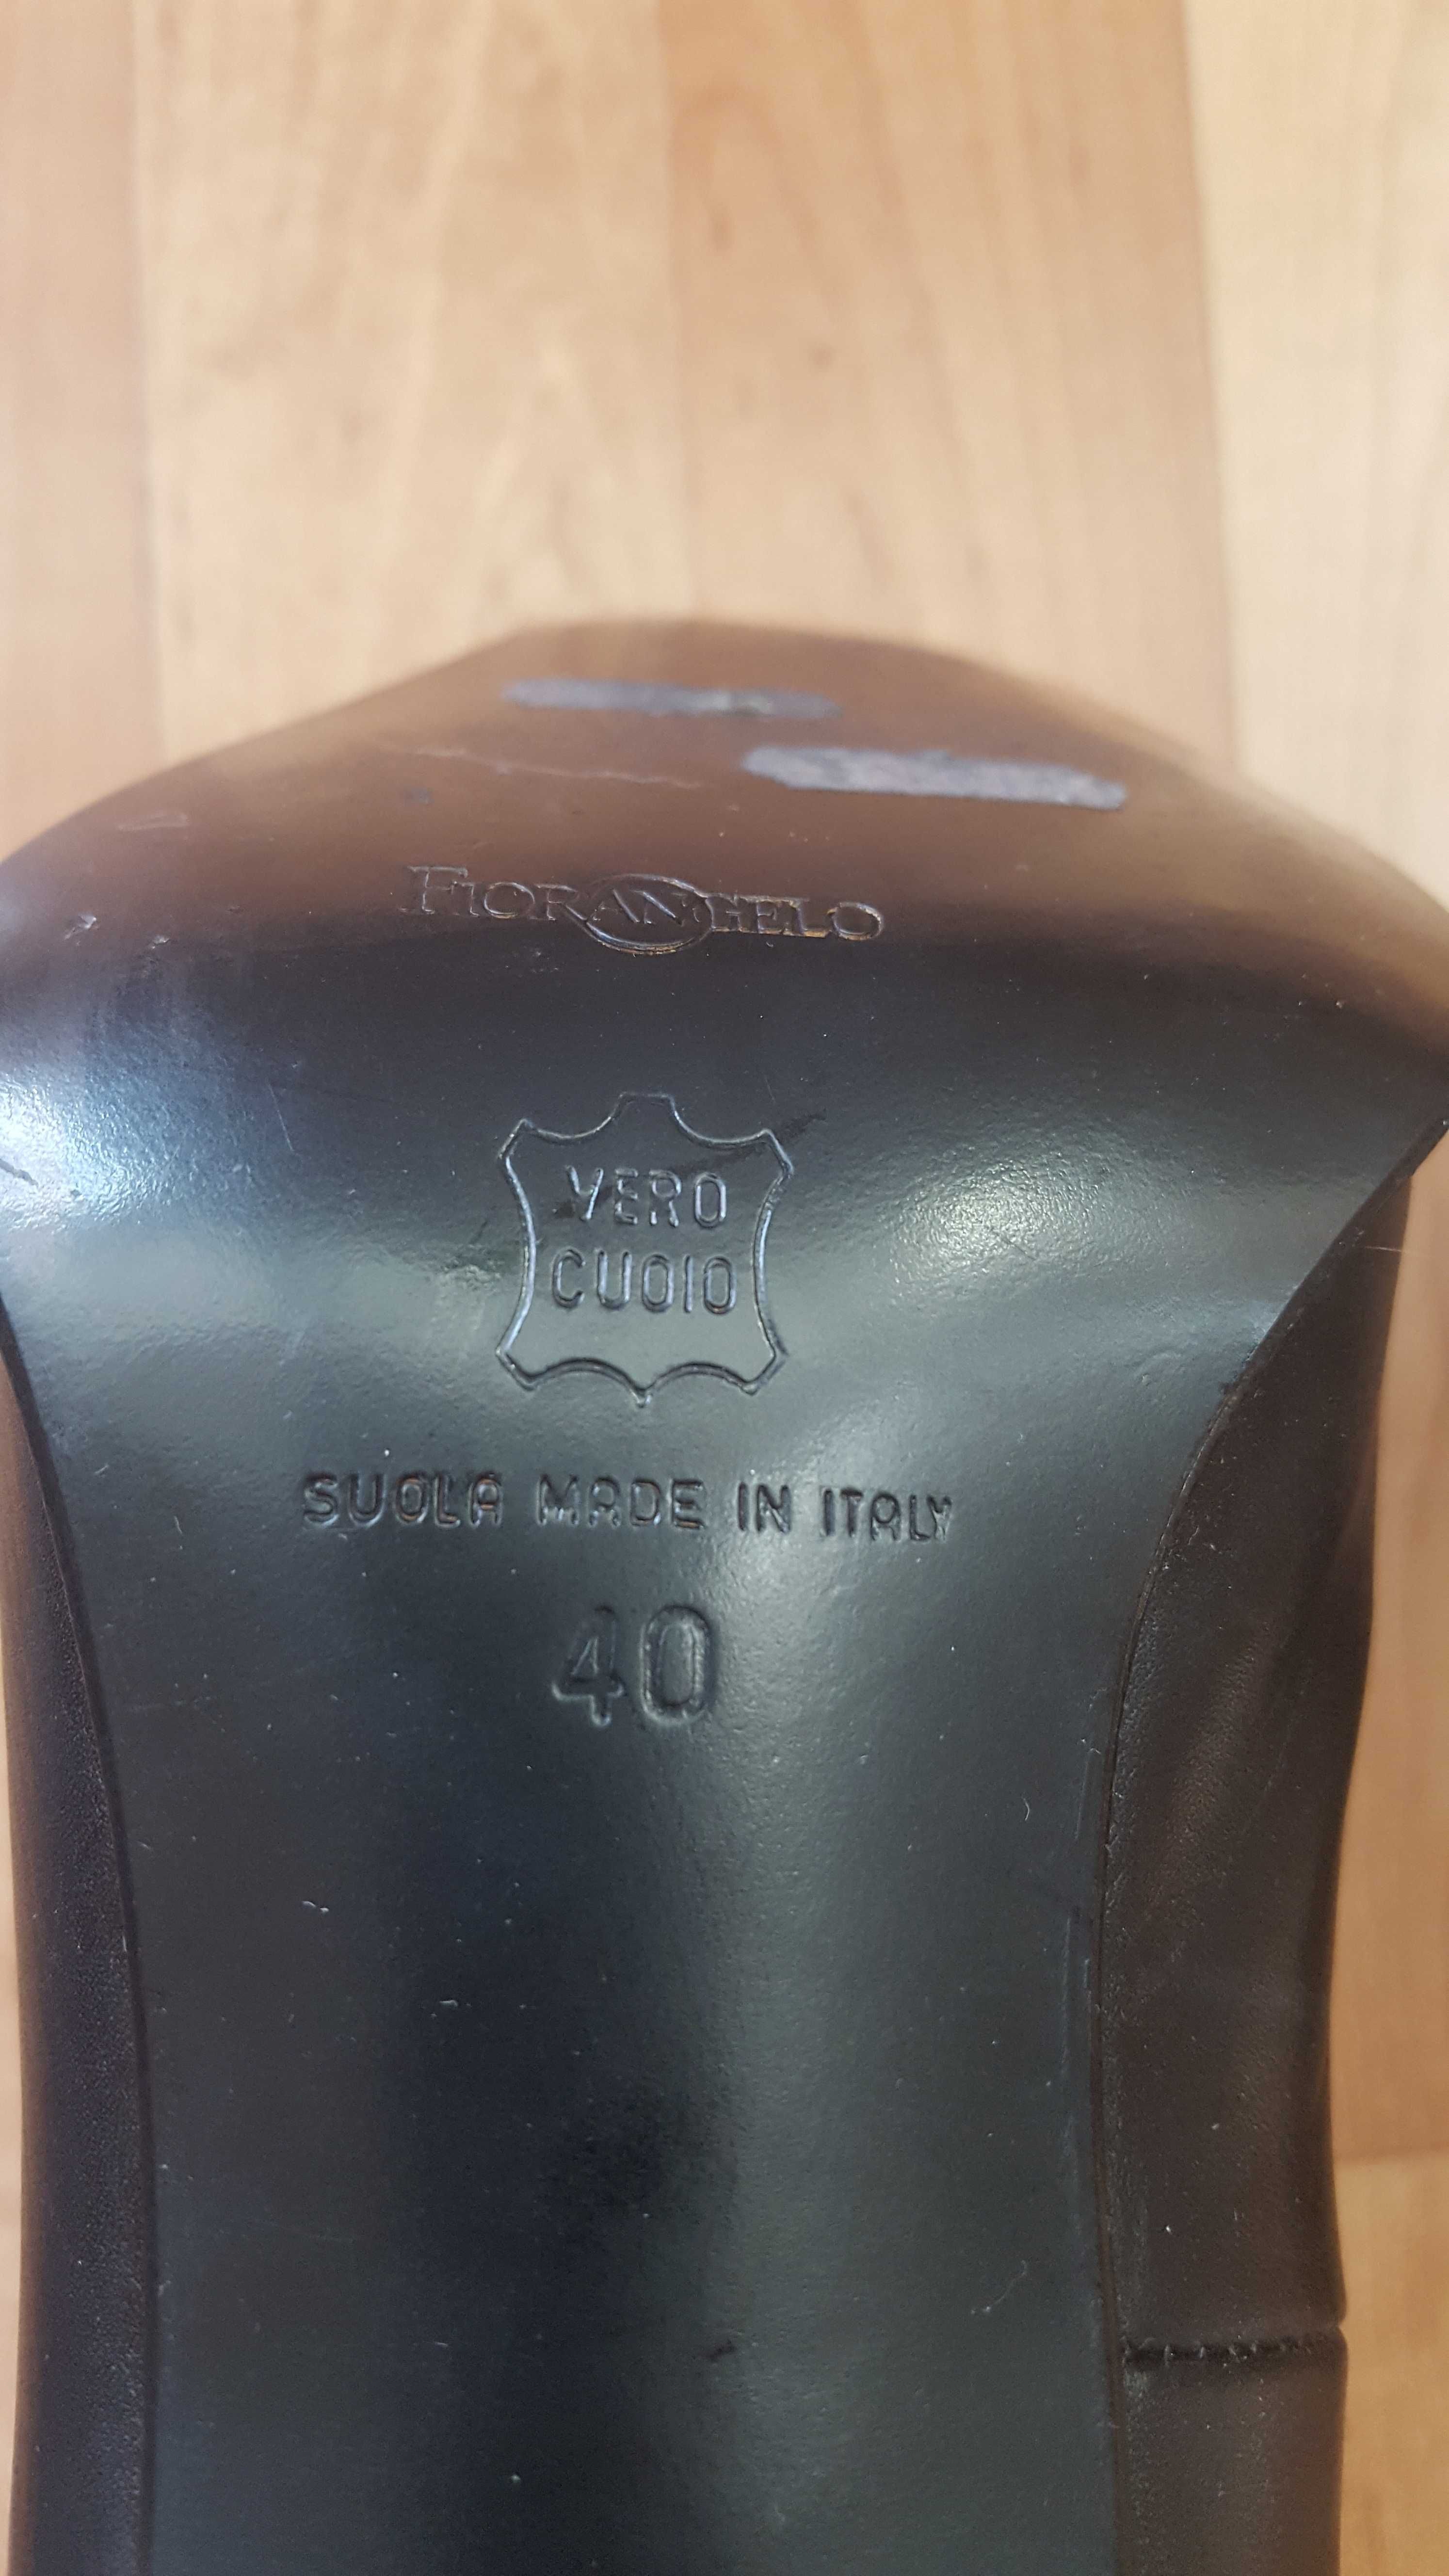 FIORANGELO
VERO
CUOIO
SUOLA MADE IN ITALY
40